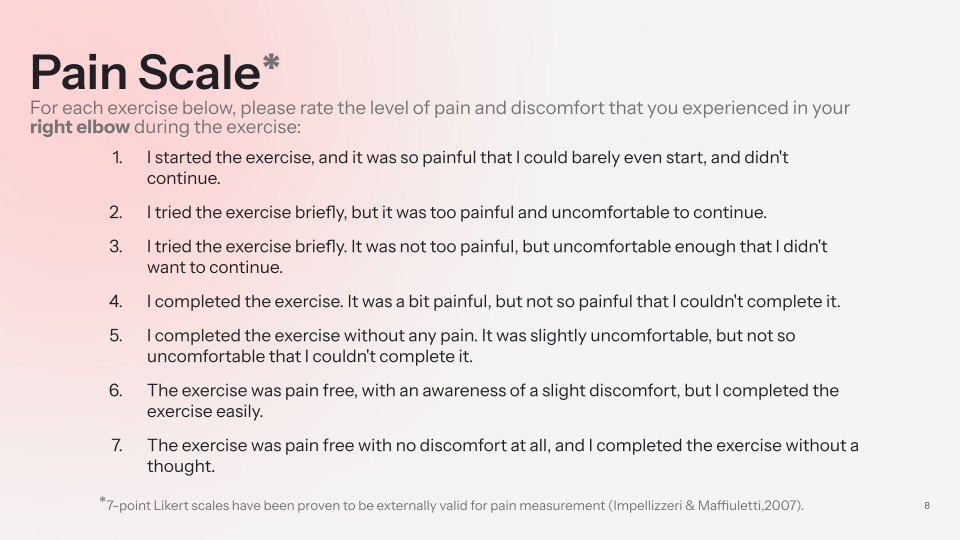 Pain Scale*
For each exercise below, please rate the level of pain and discomfort that you experienced in your
right elbow during the exercise:
1. I started the exercise, and it was so painful that I could barely even start, and didn't
continue.
2. I tried the exercise briefly, but it was too painful and uncomfortable to continue.
3. I tried the exercise briefly. It was not too painful, but uncomfortable enough that I didn't
want to continue.
4. I completed the exercise. It was a bit painful, but not so painful that I couldn't complete it.
5. I completed the exercise without any pain. It was slightly uncomfortable, but not so
uncomfortable that I couldn't complete it.
6. The exercise was pain free, with an awareness of a slight discomfort, but I completed the
exercise easily.
7. The exercise was pain free with no discomfort at all, and I completed the exercise without a
thought.
*7-point Likert scales have been proven to be externally valid for pain measurement (Impellizzeri & Maffiuletti,2007).
8